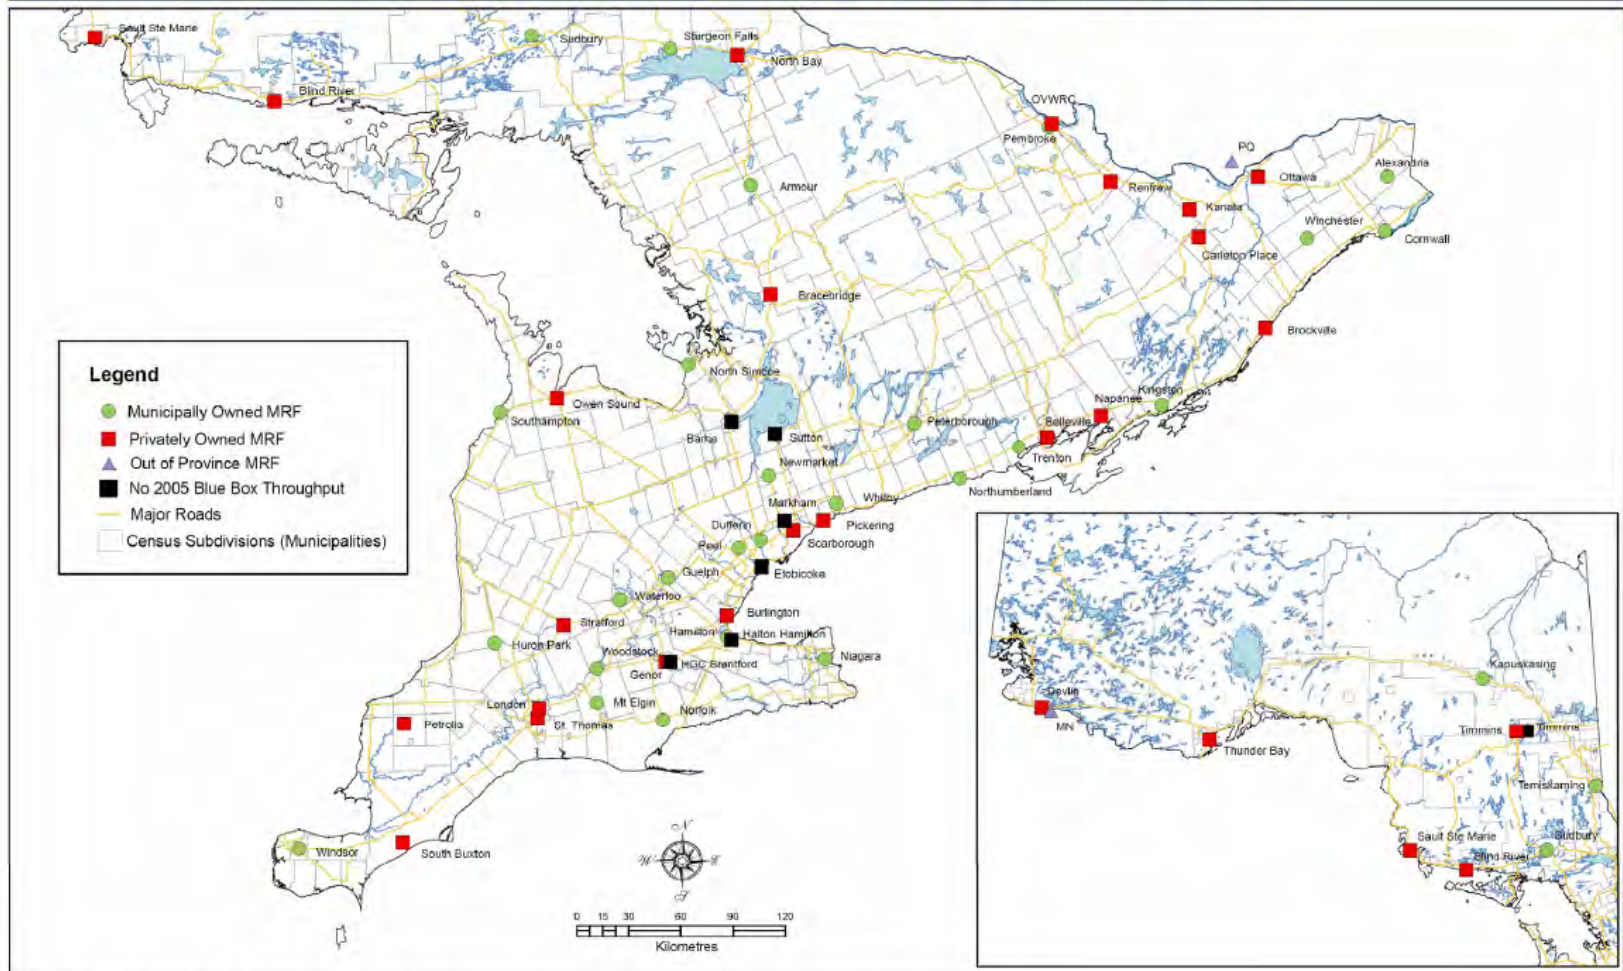 Sault Ste Marie
Sudbury
Sturgeon Falls
North Bay
Blind River
OVWRC
Pembroke
PQ
Alexandria
Armour
Renfrew
Ottawa
Kanata
Winchester
Cornwall
Carleton Place
Bracebridge
Brockville
Legend
Municipally Owned MRF
Privately Owned MRF
Out of Province MRF
No 2005 Blue Box Throughput
Major Roads
Census Subdivisions (Municipalities)
North Simcoe
Owen Sound
Southampton
Kingston
Napanee
Belleville
Peterborough
Barrie
Sutton
Trenton
Newmarket
Northumberland
Markham
Whitby
Dufferin
Pickering
Scarborough
Peel
Etobicoke
Guelph
Waterloo
Burlington
Stratford
Hamilton
Halton Hamilton
Huron Park
Woodstock
HGC Brantford
Genor
Niagara
London
Mt Elgin
Norfolk
Petrolia
St. Thomas
Windsor
South Buxton
N
W
E
S
0 15 30 60 90 120
Kilometres
Kapuskasing
Devlin
MN
Thunder Bay
Timmins
Timmins
Temiskaming
Sault Ste Marie
Sudbury
Blind River